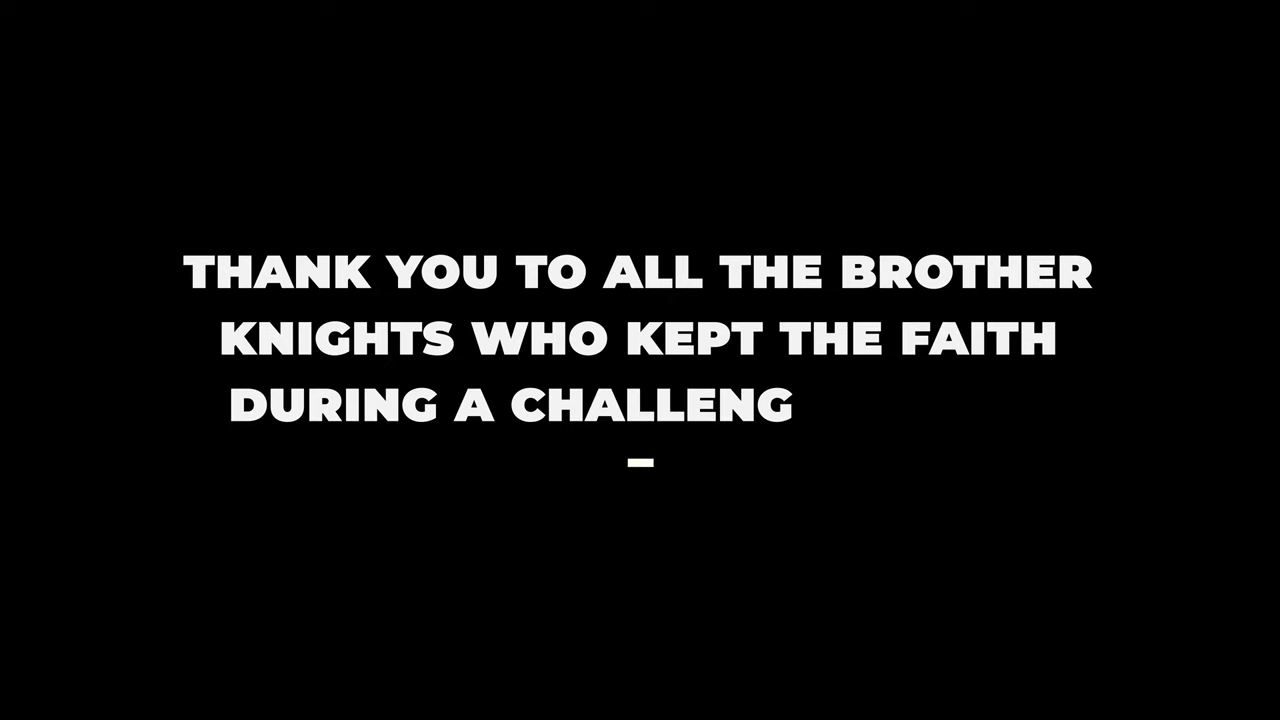 THANK YOU TO ALL THE BROTHER
KNIGHTS WHO KEPT THE FAITH
DURING A CHALLENG